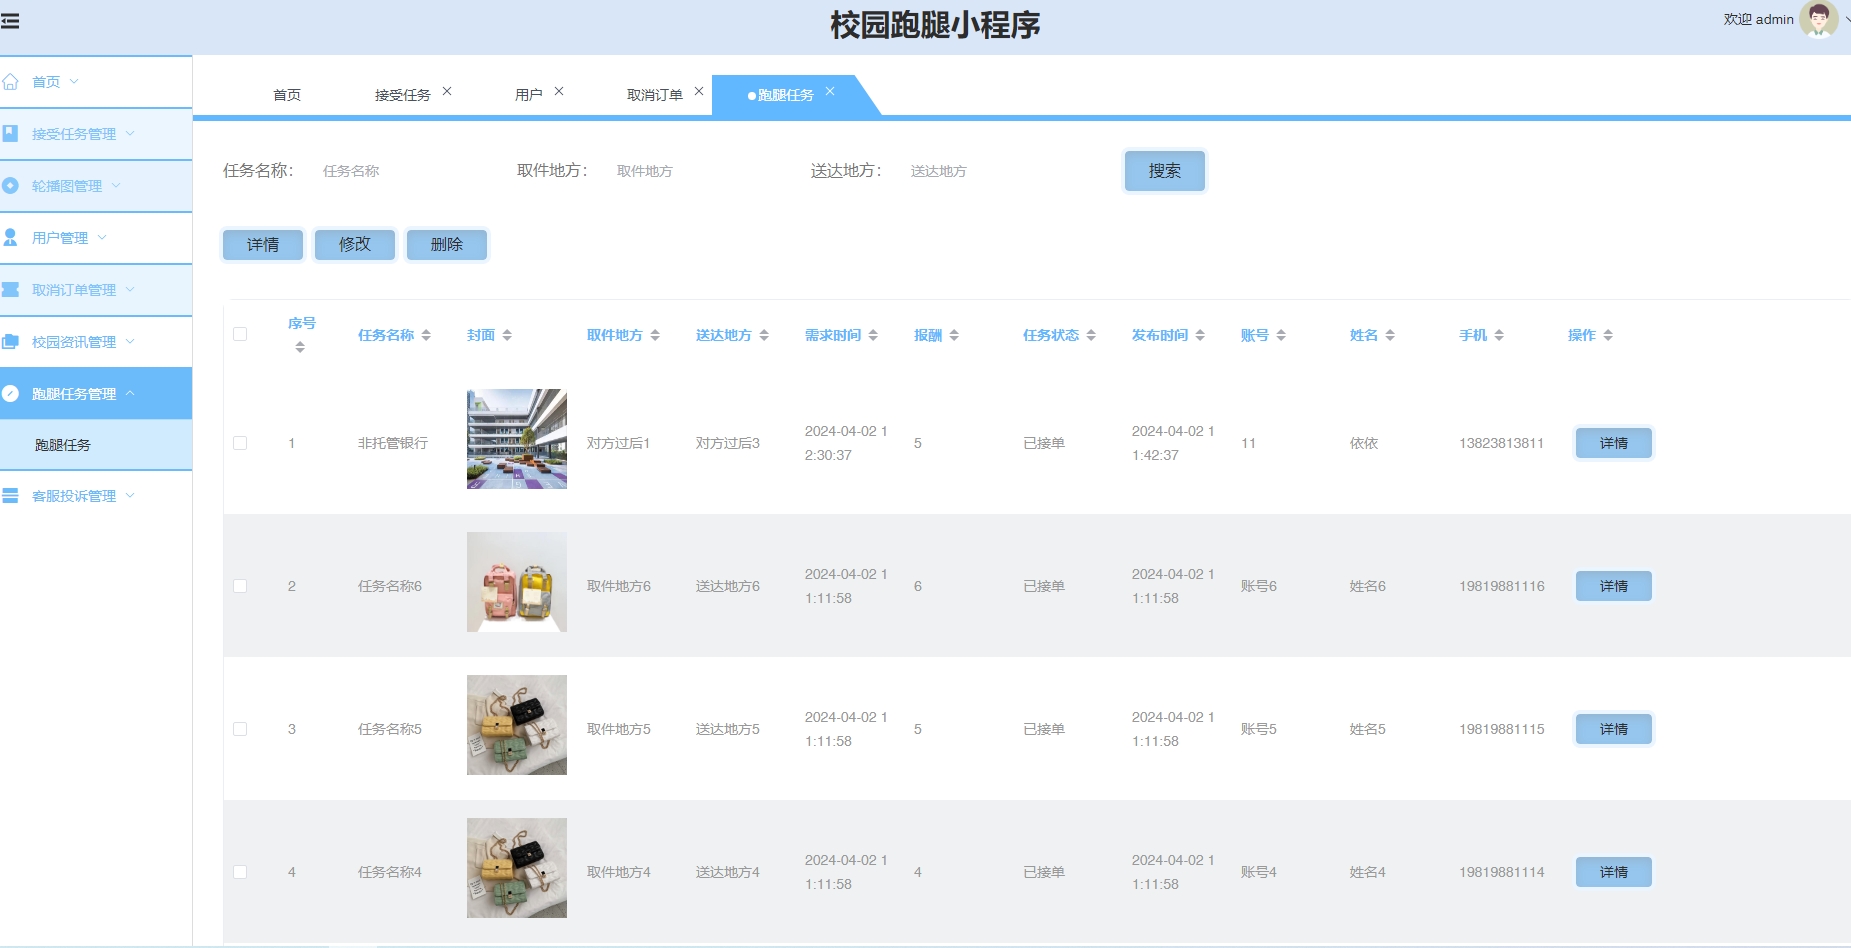 校园跑腿小程序
欢迎 admin
首页
接受任务管理
轮播图管理
用户管理
取消订单管理
校园资讯管理
跑腿任务管理
跑腿任务
客服投诉管理
首页 接受任务 用户 取消订单 跑腿任务
任务名称： 任务名称 取件地方： 取件地方 送达地方： 送达地方 搜索
详情 修改 删除
序号 任务名称 封面 取件地方 送达地方 需求时间 报酬 任务状态 发布时间 账号 姓名 手机 操作
1 非托管银行 对方过后1 对方过后3 2024-04-02 12:30:37 5 已接单 2024-04-02 11:42:37 11 依依 13823813811 详情
2 任务名称6 取件地方6 送达地方6 2024-04-02 11:11:58 6 已接单 2024-04-02 11:11:58 账号6 姓名6 19819881116 详情
3 任务名称5 取件地方5 送达地方5 2024-04-02 11:11:58 5 已接单 2024-04-02 11:11:58 账号5 姓名5 19819881115 详情
4 任务名称4 取件地方4 送达地方4 2024-04-02 11:11:58 4 已接单 2024-04-02 11:11:58 账号4 姓名4 19819881114 详情